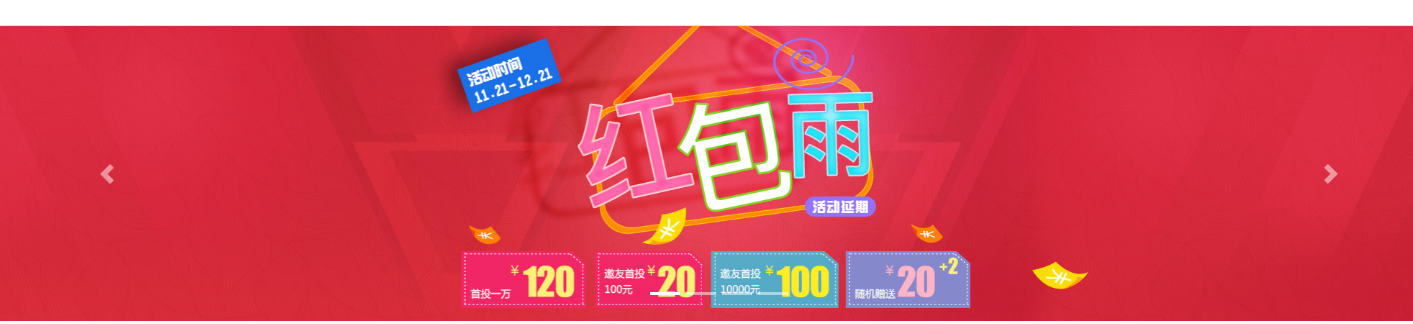 活动时间
11.21-12.21
红包雨
活动延期
首投一万
¥120
邀友首投
100元
¥20
邀友首投
10000元
¥100
随机赠送
¥20+2